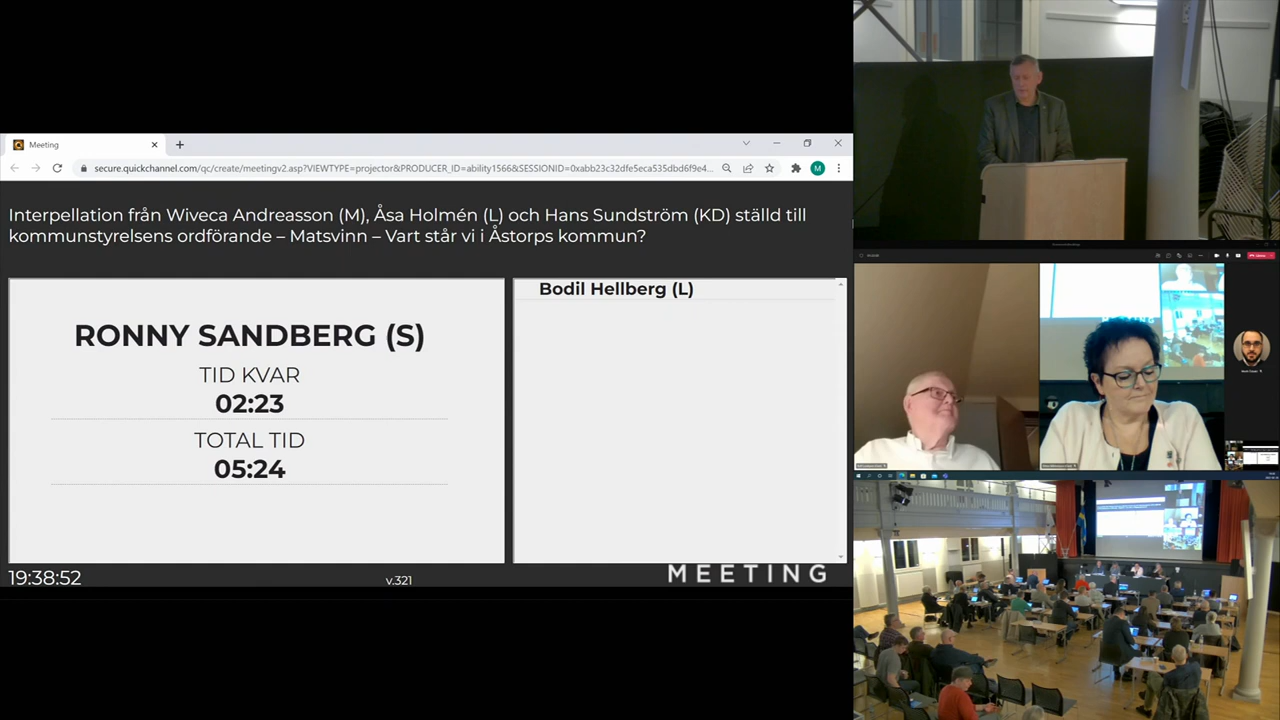 Meeting
secure.quickchannel.com/qc/create/meetingv2.asp?VIEWTYPE=projector&PRODUCER_ID=ability1566&SESSIONID=0xabb23c32dfe5eca535dbd6f9e4...
M
Interpellation från Wiveca Andreasson (M), Åsa Holmén (L) och Hans Sundström (KD) ställd till
kommunstyrelsens ordförande – Matsvinn – Vart står vi i Åstorps kommun?
RONNY SANDBERG (S)
TID KVAR
02:23
TOTAL TID
05:24
Bodil Hellberg (L)
19:38:52
v.321
MEETING